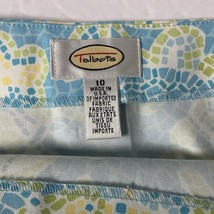 Talbots
10
MADE IN
U.S.A.
OF IMPORTED
FABRIC
FABRIQUE
AUX ETATS
UNIS DE
TISSU
IMPORTE